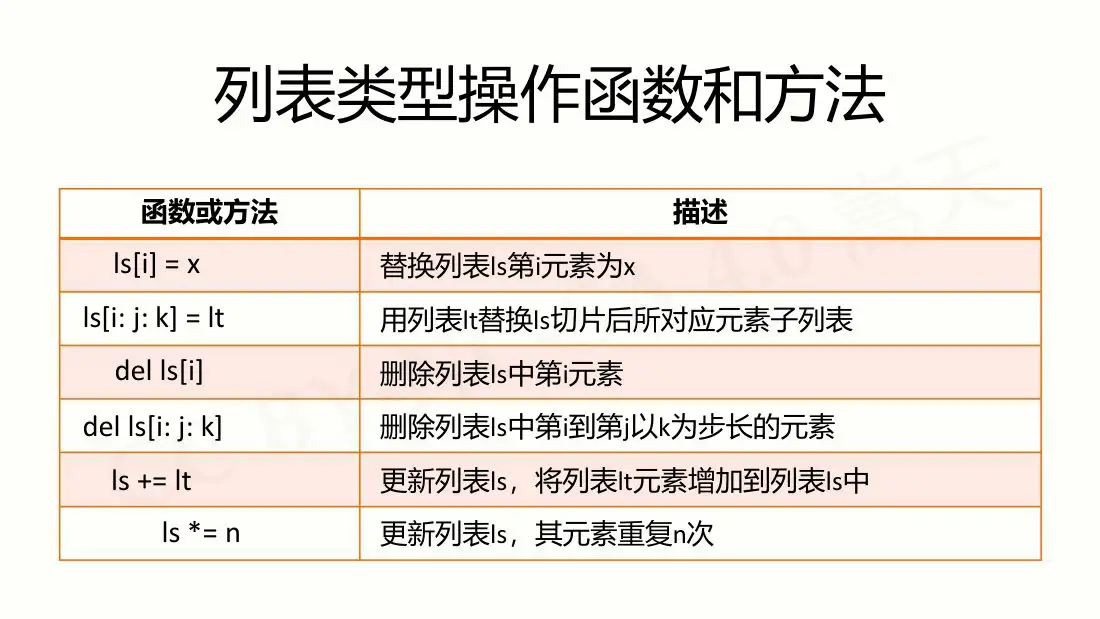 列表类型操作函数和方法
函数或方法 描述
ls[i] = x 替换列表ls第i元素为x
ls[i: j: k] = lt 用列表lt替换ls切片后所对应元素子列表
del ls[i] 删除列表ls中第i元素
del ls[i: j: k] 删除列表ls中第i到第j以k为步长的元素
ls += lt 更新列表ls，将列表lt元素增加到列表ls中
ls *= n 更新列表ls，其元素重复n次